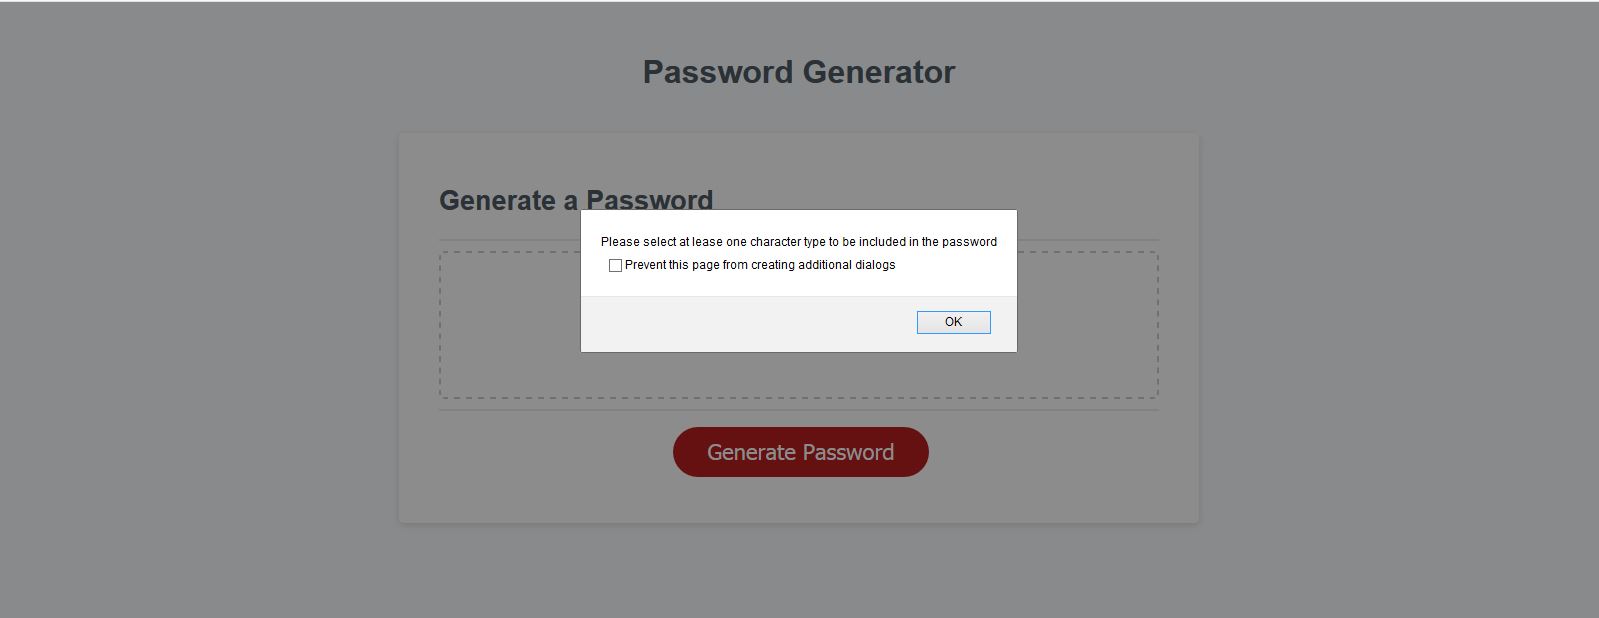 Password Generator
Generate a Password
Please select at lease one character type to be included in the password
Prevent this page from creating additional dialogs
OK
Generate Password